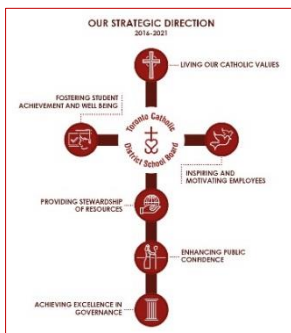 OUR STRATEGIC DIRECTION
2016-2021
LIVING OUR CATHOLIC VALUES
FOSTERING STUDENT
ACHIEVEMENT AND WELL BEING
Toronto Catholic
District School Board
INSPIRING AND
MOTIVATING EMPLOYEES
PROVIDING STEWARDSHIP
OF RESOURCES
ENHANCING PUBLIC
CONFIDENCE
ACHIEVING EXCELLENCE IN
GOVERNANCE